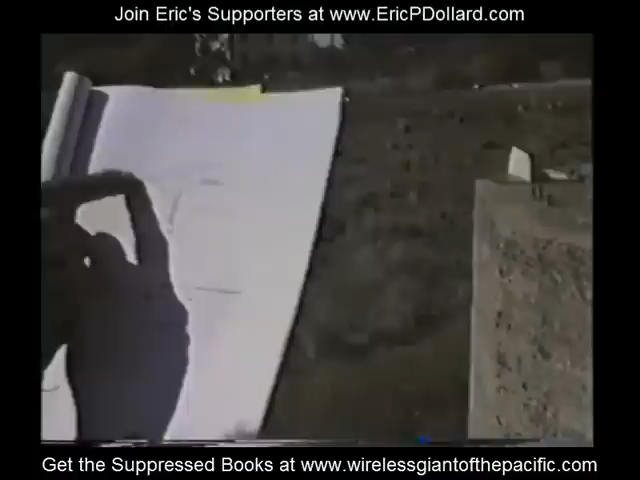 Join Eric's Supporters at www.EricPDollard.com
Get the Suppressed Books at www.wirelessgiantofthepacific.com